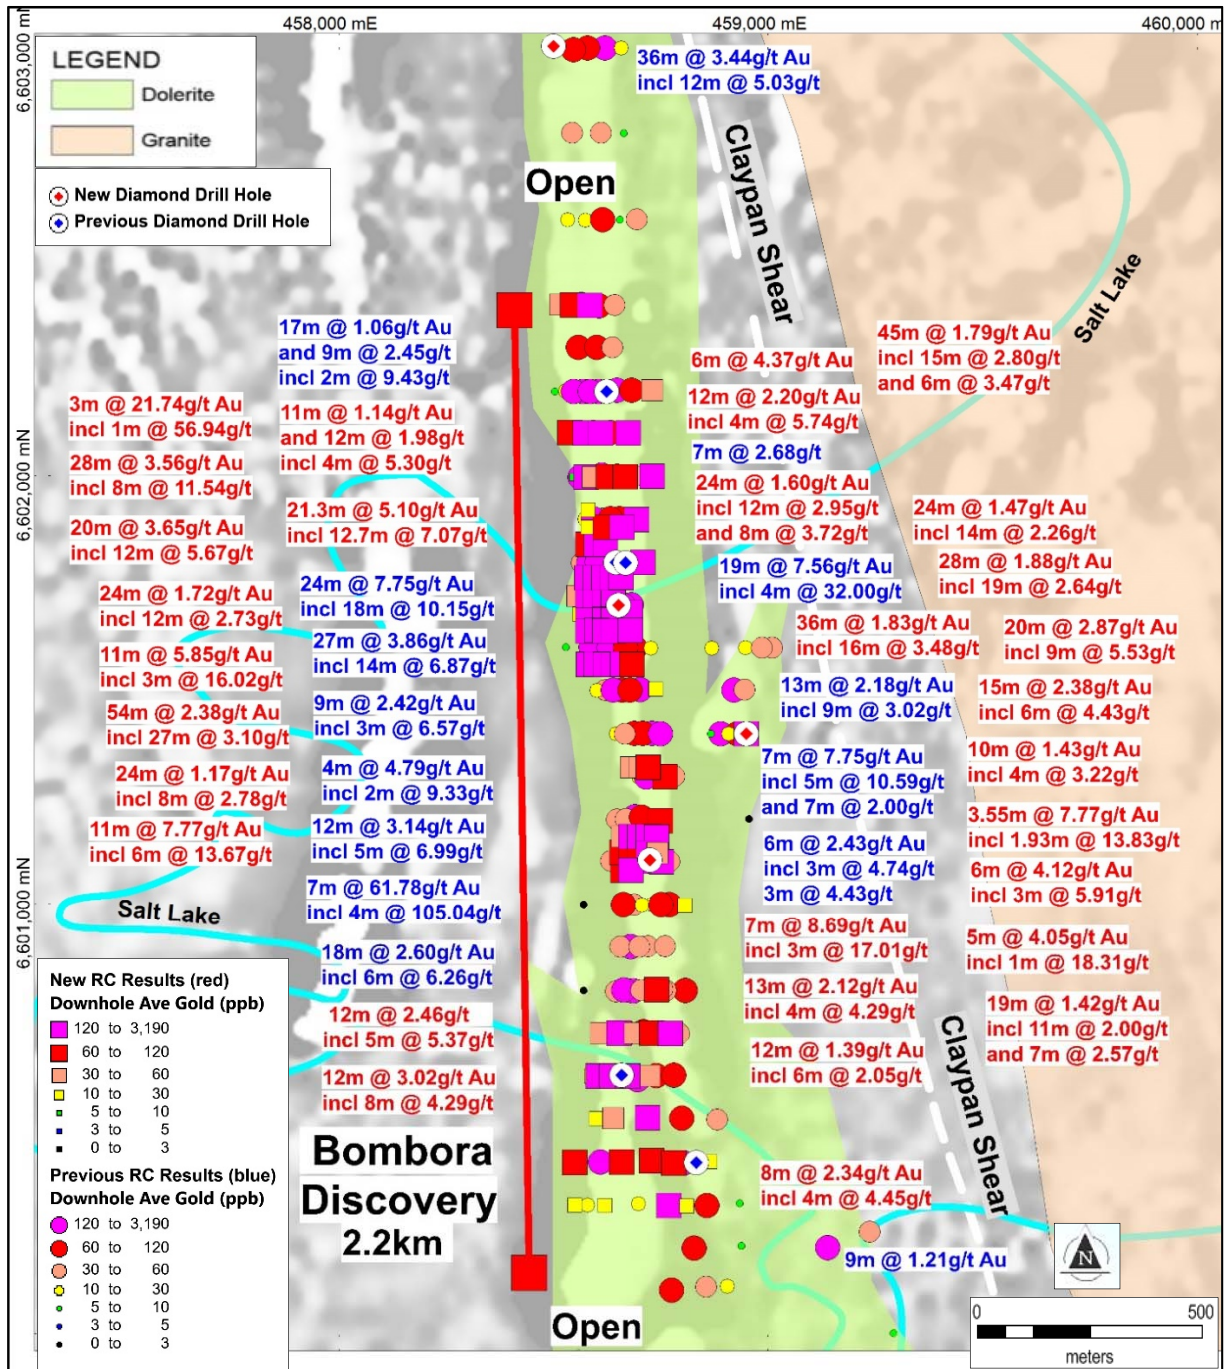 458,000 mE
459,000 mE
460,000 m
6,603,000 mN
6,602,000 mN
6,601,000 mN
LEGEND
Dolerite
Granite
New Diamond Drill Hole
Previous Diamond Drill Hole
36m @ 3.44g/t Au
incl 12m @ 5.03g/t
Open
Claypan Shear
Salt Lake
17m @ 1.06g/t Au
and 9m @ 2.45g/t
incl 2m @ 9.43g/t
11m @ 1.14g/t Au
and 12m @ 1.98g/t
incl 4m @ 5.30g/t
21.3m @ 5.10g/t Au
incl 12.7m @ 7.07g/t
24m @ 7.75g/t Au
incl 18m @ 10.15g/t
27m @ 3.86g/t Au
incl 14m @ 6.87g/t
9m @ 2.42g/t Au
incl 3m @ 6.57g/t
4m @ 4.79g/t Au
incl 2m @ 9.33g/t
12m @ 3.14g/t Au
incl 5m @ 6.99g/t
7m @ 61.78g/t Au
incl 4m @ 105.04g/t
18m @ 2.60g/t Au
incl 6m @ 6.26g/t
12m @ 2.46g/t
incl 5m @ 5.37g/t
12m @ 3.02g/t Au
incl 8m @ 4.29g/t
3m @ 21.74g/t Au
incl 1m @ 56.94g/t
28m @ 3.56g/t Au
incl 8m @ 11.54g/t
20m @ 3.65g/t Au
incl 12m @ 5.67g/t
24m @ 1.72g/t Au
incl 12m @ 2.73g/t
11m @ 5.85g/t Au
incl 3m @ 16.02g/t
54m @ 2.38g/t Au
incl 27m @ 3.10g/t
24m @ 1.17g/t Au
incl 8m @ 2.78g/t
11m @ 7.77g/t Au
incl 6m @ 13.67g/t
Salt Lake
6m @ 4.37g/t Au
12m @ 2.20g/t Au
incl 4m @ 5.74g/t
7m @ 2.68g/t
24m @ 1.60g/t Au
incl 12m @ 2.95g/t
and 8m @ 3.72g/t
19m @ 7.56g/t Au
incl 4m @ 32.00g/t
36m @ 1.83g/t Au
incl 16m @ 3.48g/t
13m @ 2.18g/t Au
incl 9m @ 3.02g/t
7m @ 7.75g/t Au
incl 5m @ 10.59g/t
and 7m @ 2.00g/t
6m @ 2.43g/t Au
incl 3m @ 4.74g/t
3m @ 4.43g/t
7m @ 8.69g/t Au
incl 3m @ 17.01g/t
13m @ 2.12g/t Au
incl 4m @ 4.29g/t
12m @ 1.39g/t Au
incl 6m @ 2.05g/t
8m @ 2.34g/t Au
incl 4m @ 4.45g/t
9m @ 1.21g/t Au
45m @ 1.79g/t Au
incl 15m @ 2.80g/t
and 6m @ 3.47g/t
24m @ 1.47g/t Au
incl 14m @ 2.26g/t
28m @ 1.88g/t Au
incl 19m @ 2.64g/t
20m @ 2.87g/t Au
incl 9m @ 5.53g/t
15m @ 2.38g/t Au
incl 6m @ 4.43g/t
10m @ 1.43g/t Au
incl 4m @ 3.22g/t
3.55m @ 7.77g/t Au
incl 1.93m @ 13.83g/t
6m @ 4.12g/t Au
incl 3m @ 5.91g/t
5m @ 4.05g/t Au
incl 1m @ 18.31g/t
19m @ 1.42g/t Au
incl 11m @ 2.00g/t
and 7m @ 2.57g/t
Claypan Shear
New RC Results (red)
Downhole Ave Gold (ppb)
120 to 3,190
60 to 120
30 to 60
10 to 30
5 to 10
3 to 5
0 to 3
Previous RC Results (blue)
Downhole Ave Gold (ppb)
120 to 3,190
60 to 120
30 to 60
10 to 30
5 to 10
3 to 5
0 to 3
Bombora
Discovery
2.2km
Open
N
0 500
meters